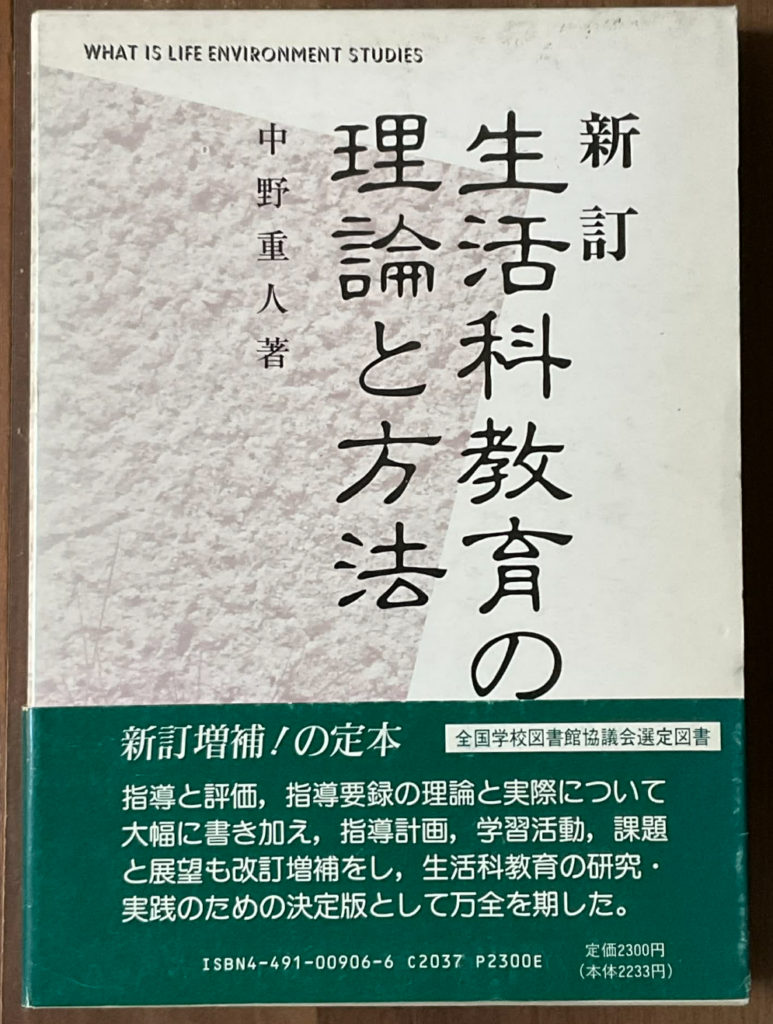 WHAT IS LIFE ENVIRONMENT STUDIES
新訂
生活科教育の
理論と方法
中野重人著
新訂増補！の定本
全国学校図書館協議会選定図書
指導と評価，指導要録の理論と実際について
大幅に書き加え，指導計画，学習活動，課題
と展望も改訂増補をし，生活科教育の研究・
実践のための決定版として万全を期した。
ISBN4-491-00906-6 C2037 P2300E
定価2300円
（本体2233円）